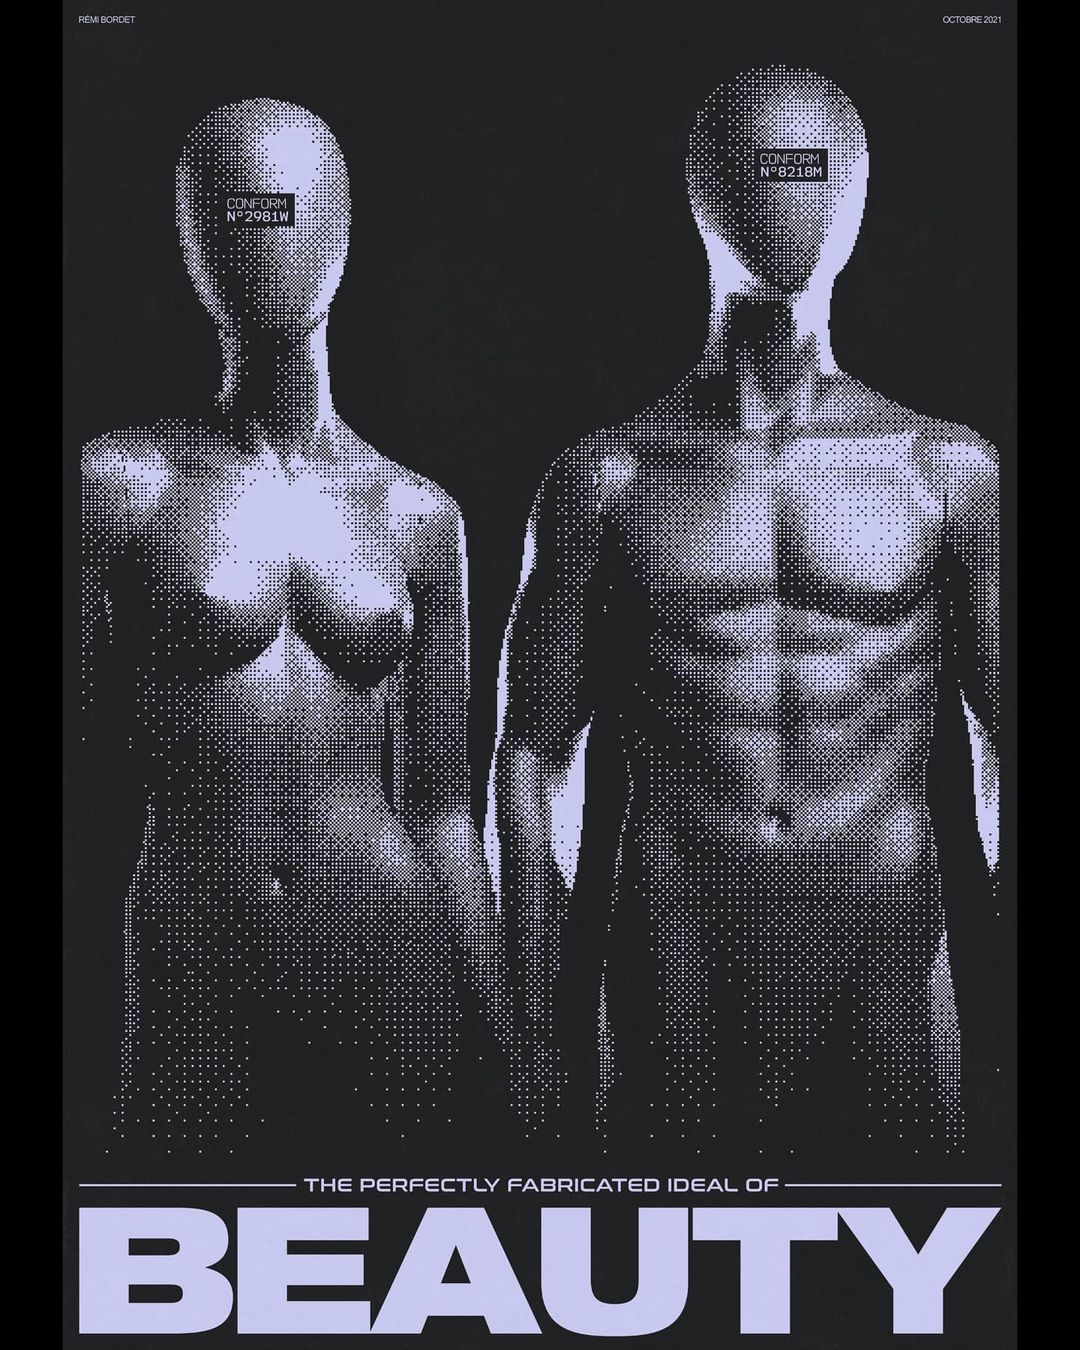 RÉMI BORDET
OCTOBRE 2021
CONFORM
N°8218M
CONFORM
N°2981W
THE PERFECTLY FABRICATED IDEAL OF
BEAUTY